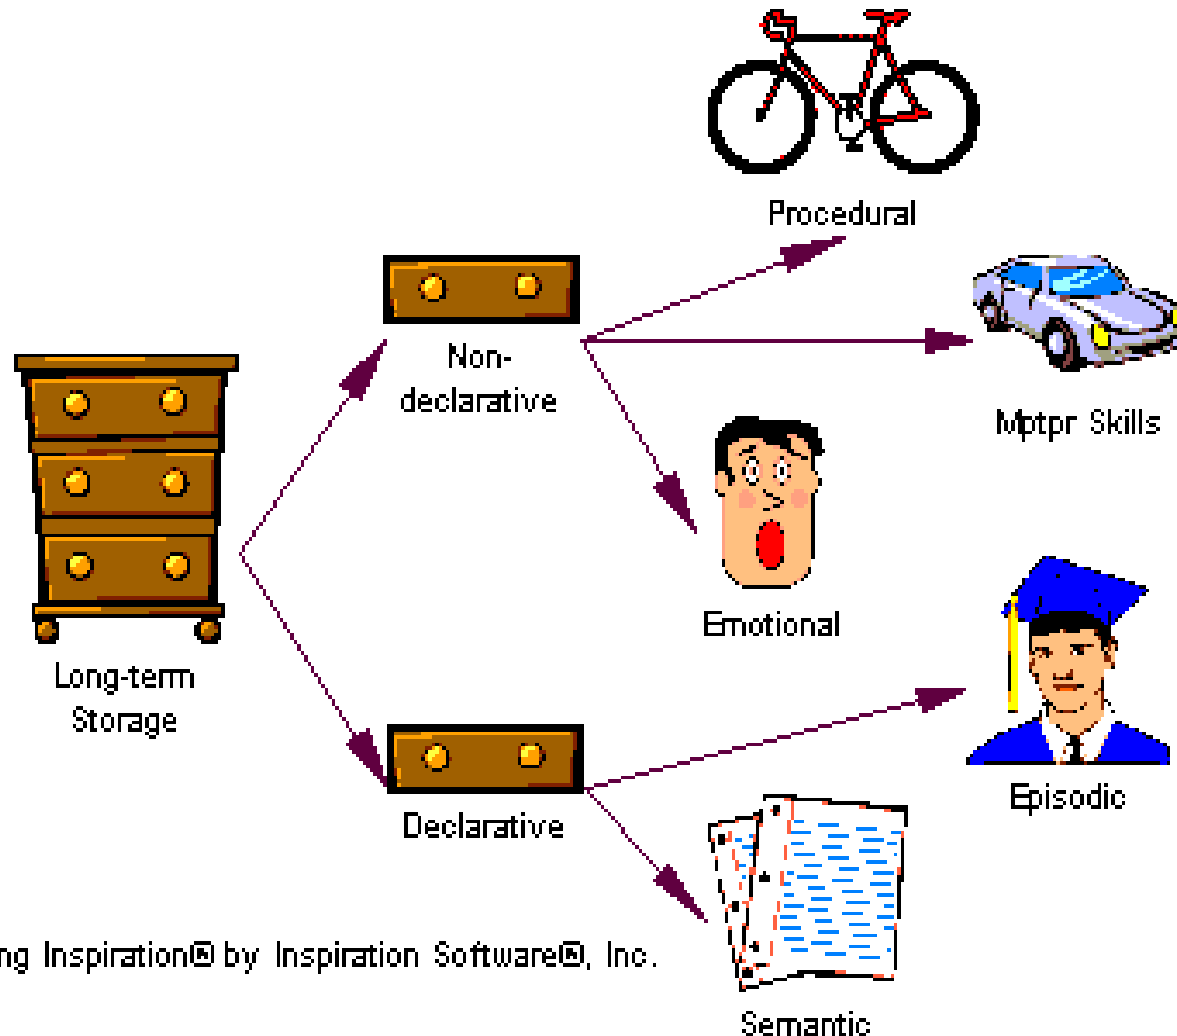 Procedural
Non-
declarative
Mptpr Skills
Emotional
Long-term
Storage
Episodic
Declarative
ng Inspiration® by Inspiration Software®, Inc.
Semantic